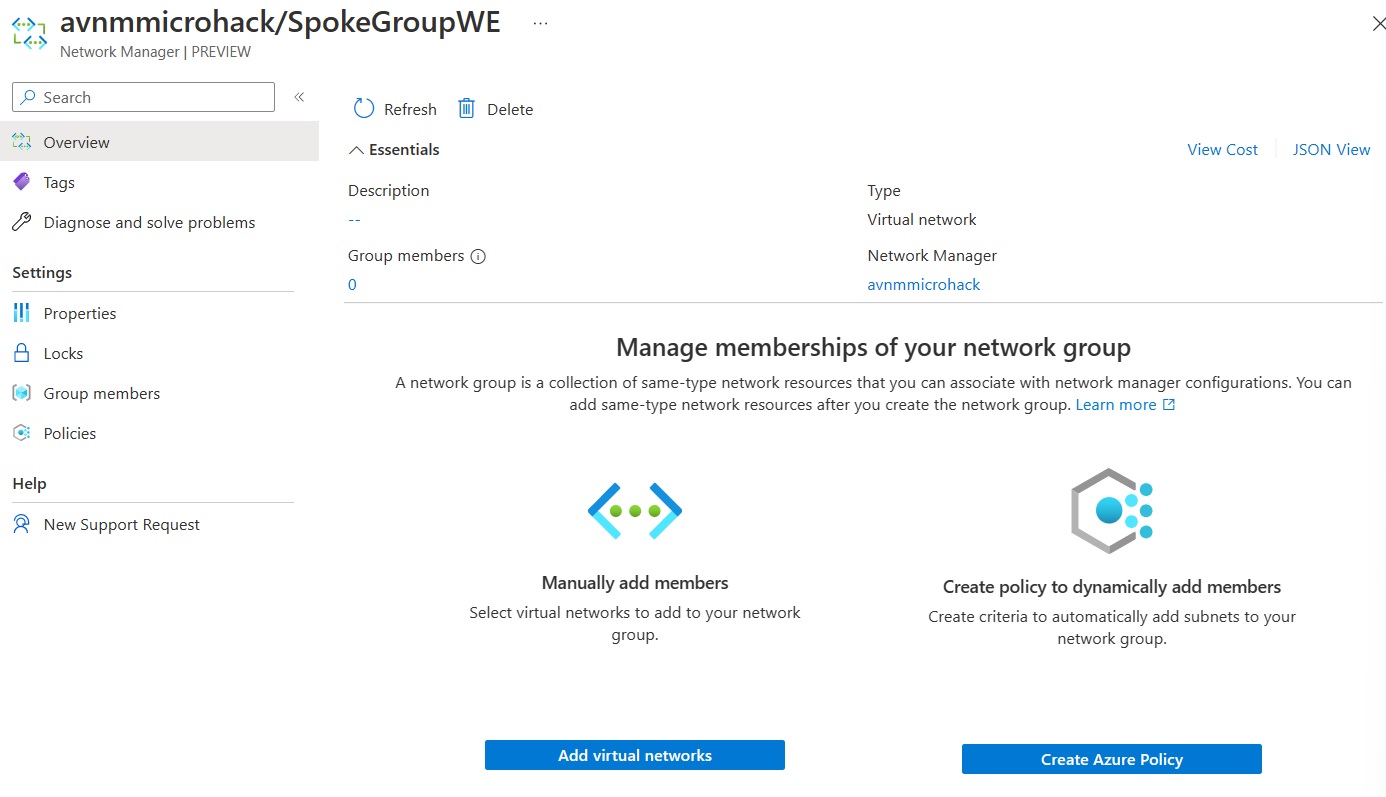 avnmmicrohack/SpokeGroupWE ...
Network Manager | PREVIEW
Search
Overview
Tags
Diagnose and solve problems
Settings
Properties
Locks
Group members
Policies
Help
New Support Request
Refresh
Delete
Essentials
View Cost
JSON View
Description
--
Type
Virtual network
Group members
0
Network Manager
avnmmicrohack
Manage memberships of your network group
A network group is a collection of same-type network resources that you can associate with network manager configurations. You can
add same-type network resources after you create the network group. Learn more
Manually add members
Select virtual networks to add to your network
group.
Add virtual networks
Create policy to dynamically add members
Create criteria to automatically add subnets to your
network group.
Create Azure Policy